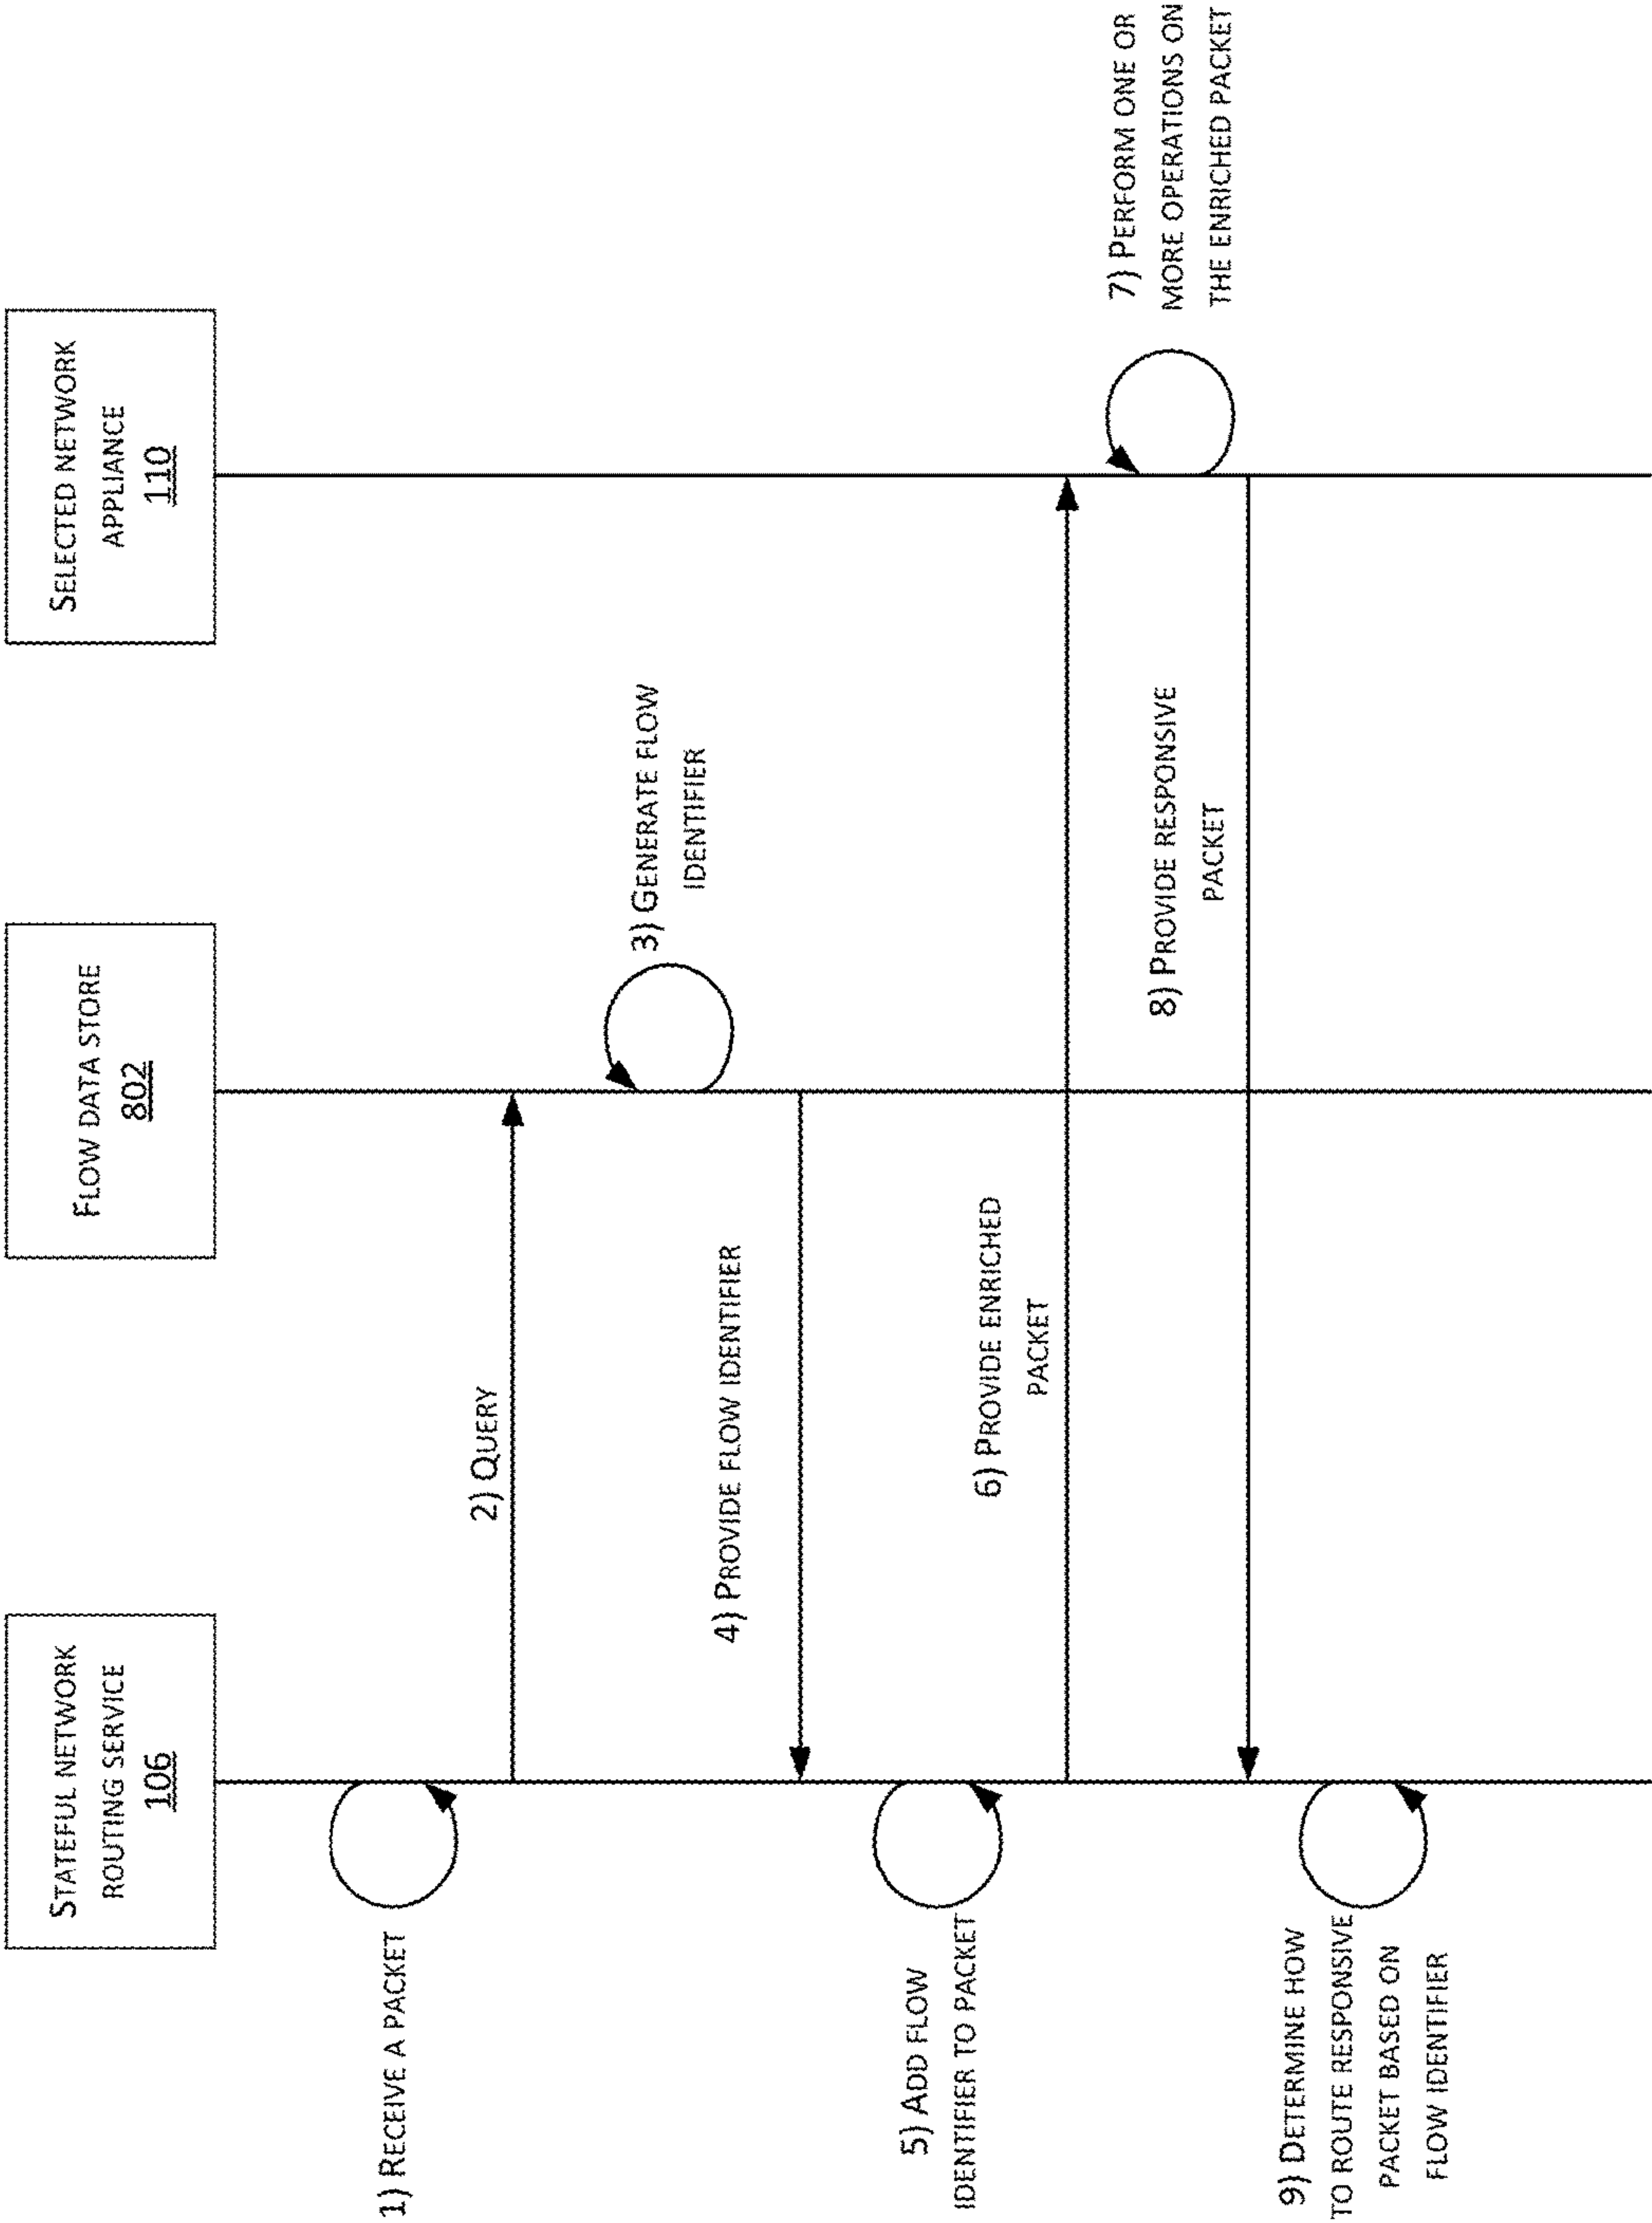 STATEFUL NETWORK
ROUTING SERVICE
106
FLOW DATA STORE
802
SELECTED NETWORK
APPLIANCE
110
1) RECEIVE A PACKET
2) QUERY
3) GENERATE FLOW
IDENTIFIER
4) PROVIDE FLOW IDENTIFIER
5) ADD FLOW
IDENTIFIER TO PACKET
6) PROVIDE ENRICHED
PACKET
7) PERFORM ONE OR
MORE OPERATIONS ON
THE ENRICHED PACKET
8) PROVIDE RESPONSIVE
PACKET
9) DETERMINE HOW
TO ROUTE RESPONSIVE
PACKET BASED ON
FLOW IDENTIFIER